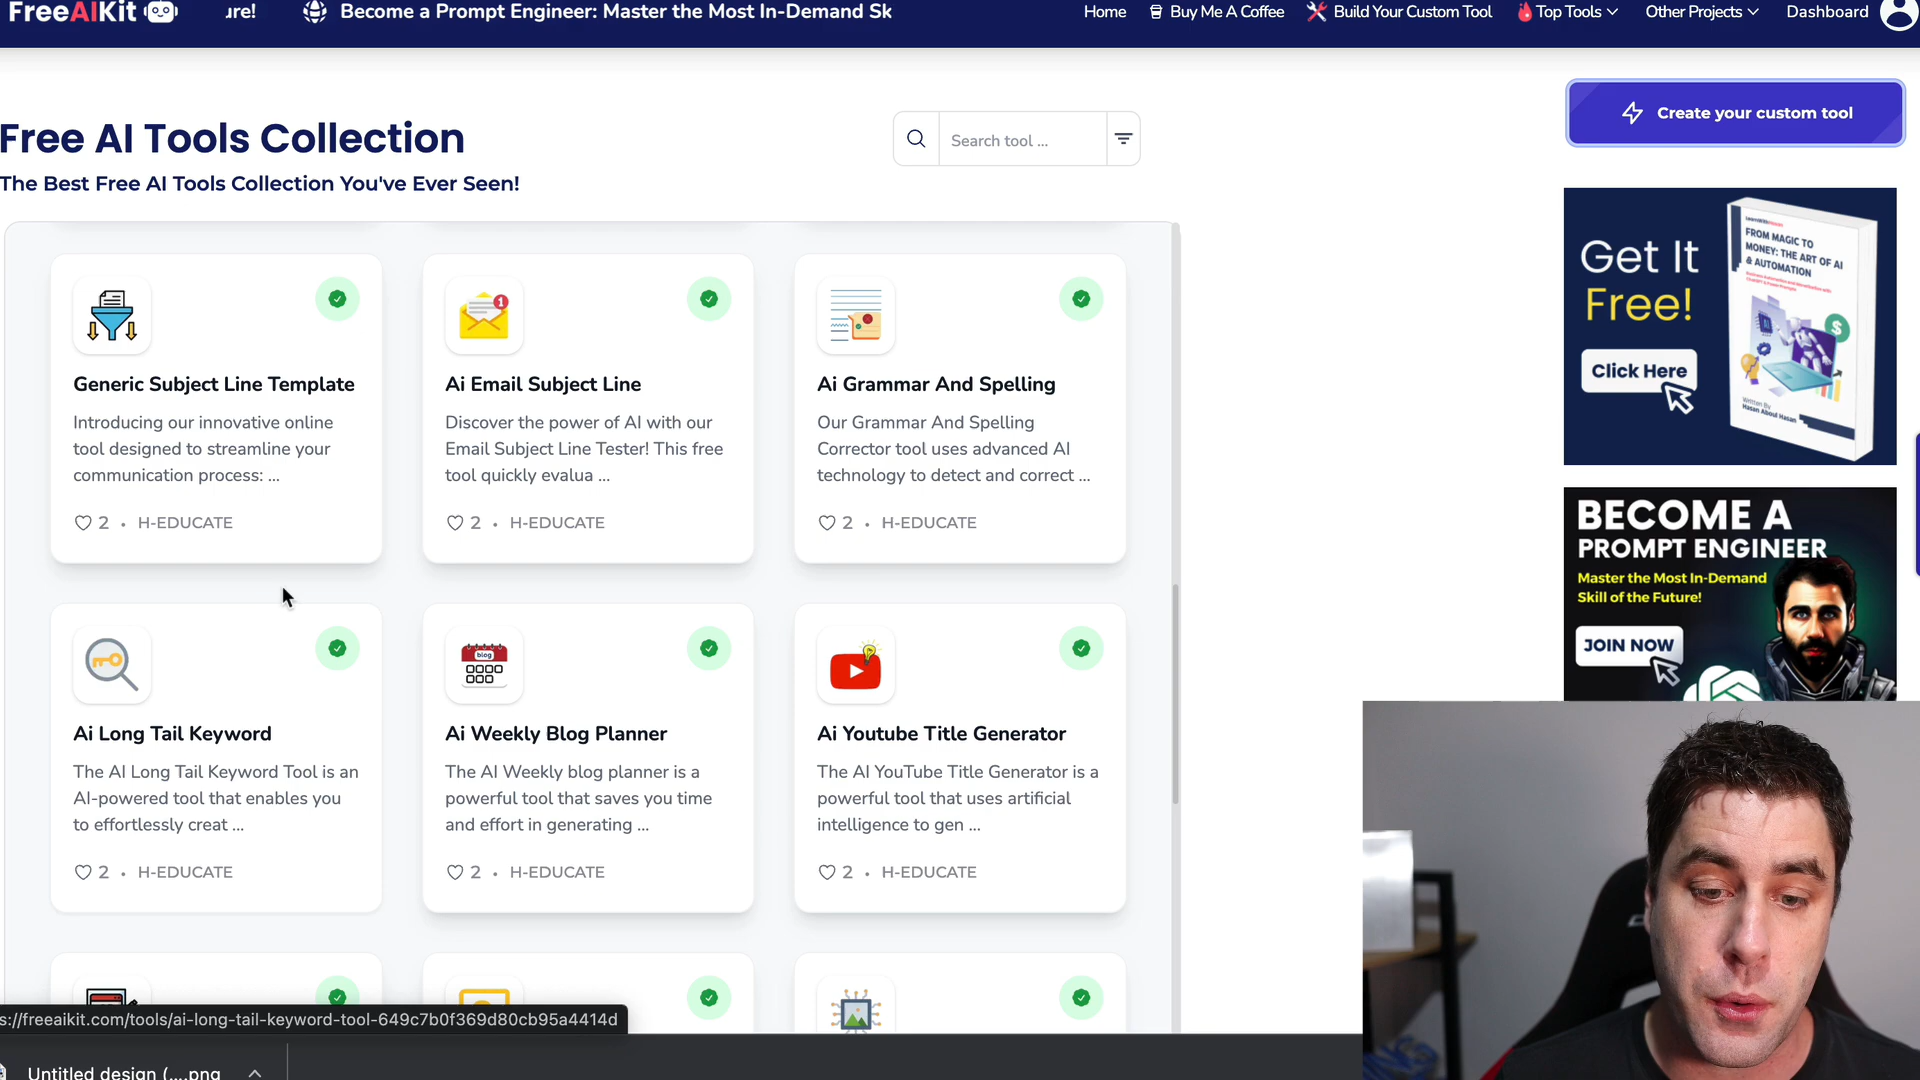 FreeAIKit
ure!
Become a Prompt Engineer: Master the Most In-Demand Sk
Home
Buy Me A Coffee
Build Your Custom Tool
Top Tools
Other Projects
Dashboard
Free AI Tools Collection
The Best Free AI Tools Collection You've Ever Seen!
Search tool ...
Create your custom tool
Generic Subject Line Template
Introducing our innovative online
tool designed to streamline your
communication process: ...
2 • H-EDUCATE
1
Ai Email Subject Line
Discover the power of AI with our
Email Subject Line Tester! This free
tool quickly evalua ...
2 • H-EDUCATE
Ai Grammar And Spelling
Our Grammar And Spelling
Corrector tool uses advanced AI
technology to detect and correct ...
2 • H-EDUCATE
Ai Long Tail Keyword
The AI Long Tail Keyword Tool is an
AI-powered tool that enables you
to effortlessly creat ...
2 • H-EDUCATE
blog
Ai Weekly Blog Planner
The AI Weekly blog planner is a
powerful tool that saves you time
and effort in generating ...
2 • H-EDUCATE
Ai Youtube Title Generator
The AI YouTube Title Generator is a
powerful tool that uses artificial
intelligence to gen ...
2 • H-EDUCATE
Get It
Free!
Click Here
FROM MAGIC TO
MONEY: THE ART OF AI
& AUTOMATION
Written By
Hasan Aboul Hasan
BECOME A
PROMPT ENGINEER
Master the Most In-Demand
Skill of the Future!
JOIN NOW
s://freeaikit.com/tools/ai-long-tail-keyword-tool-649c7b0f369d80cb95a4414d
Untitled design (....png